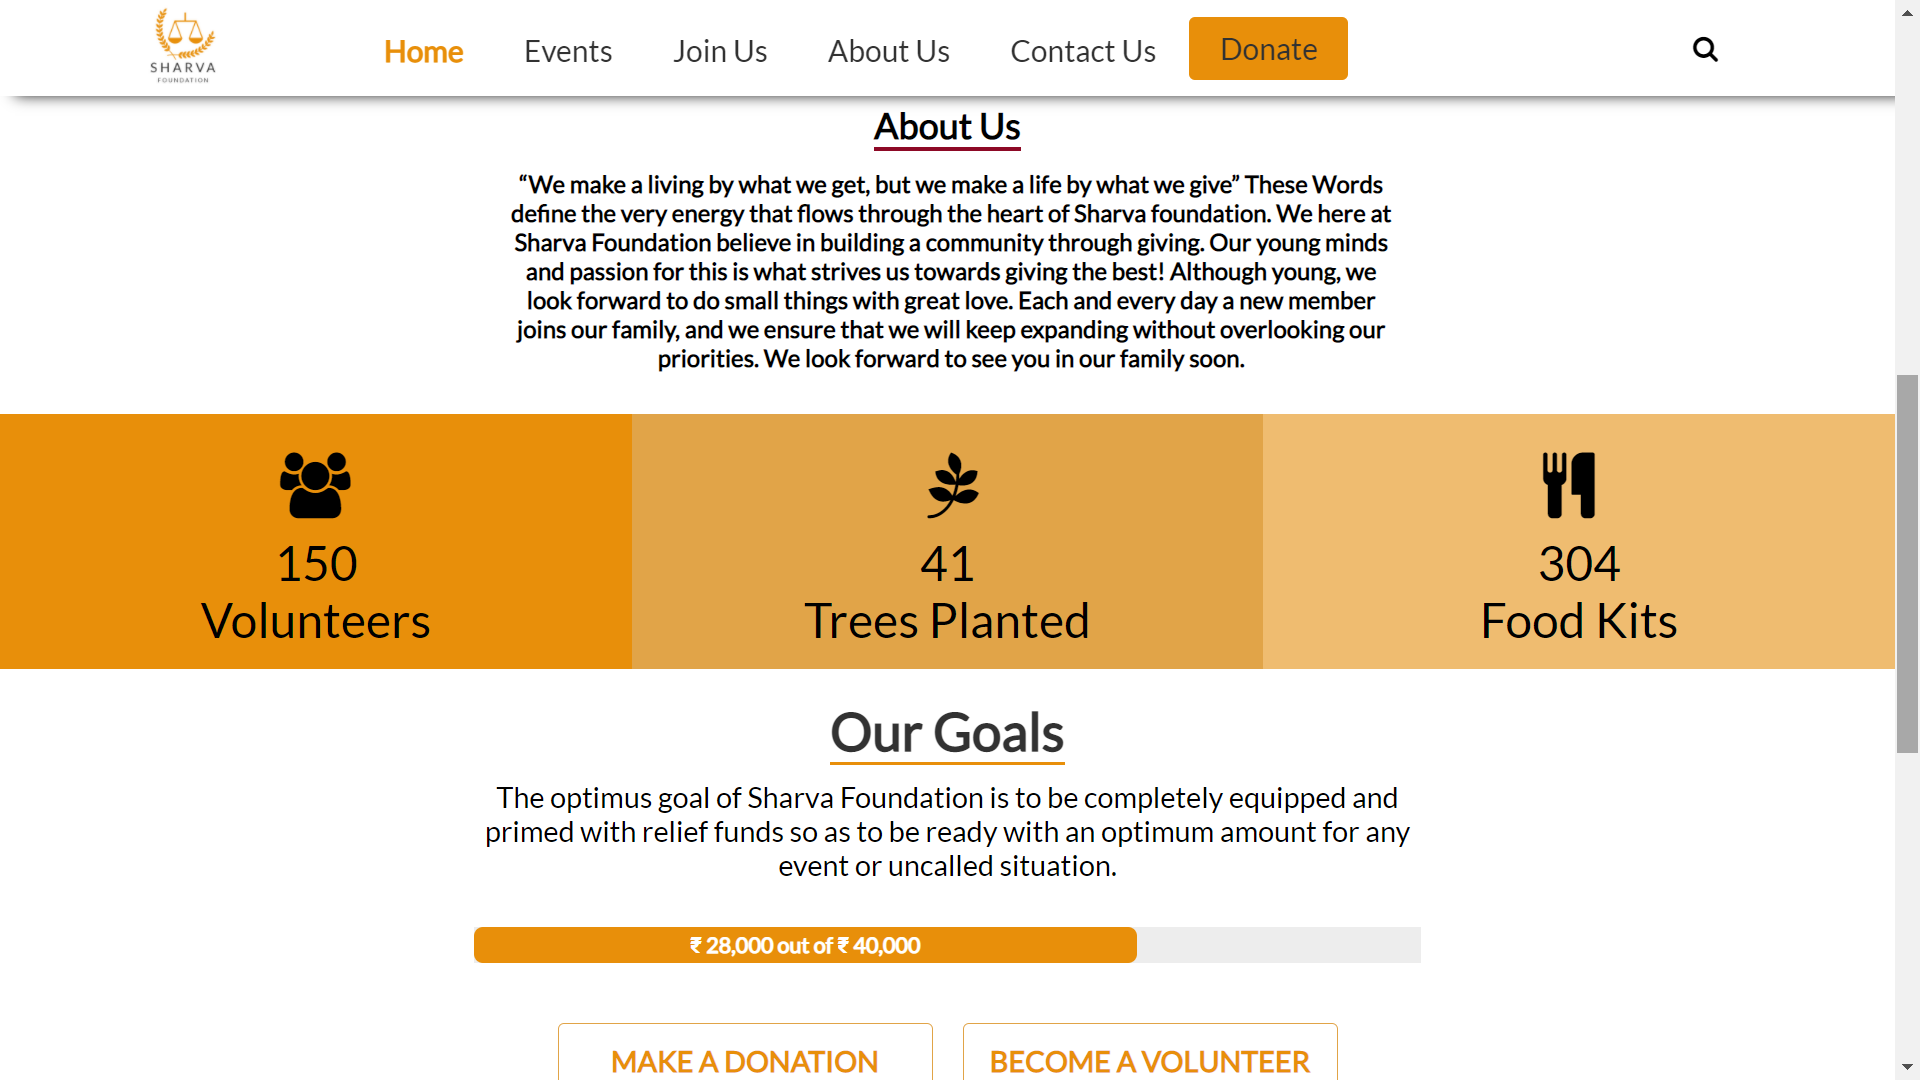 SHARVA
FOUNDATION
Home
Events
Join Us
About Us
Contact Us
Donate
About Us
“We make a living by what we get, but we make a life by what we give” These Words
define the very energy that flows through the heart of Sharva foundation. We here at
Sharva Foundation believe in building a community through giving. Our young minds
and passion for this is what strives us towards giving the best! Although young, we
look forward to do small things with great love. Each and every day a new member
joins our family, and we ensure that we will keep expanding without overlooking our
priorities. We look forward to see you in our family soon.
150
Volunteers
41
Trees Planted
304
Food Kits
Our Goals
The optimus goal of Sharva Foundation is to be completely equipped and
primed with relief funds so as to be ready with an optimum amount for any
event or uncalled situation.
₹ 28,000 out of ₹ 40,000
MAKE A DONATION
BECOME A VOLUNTEER